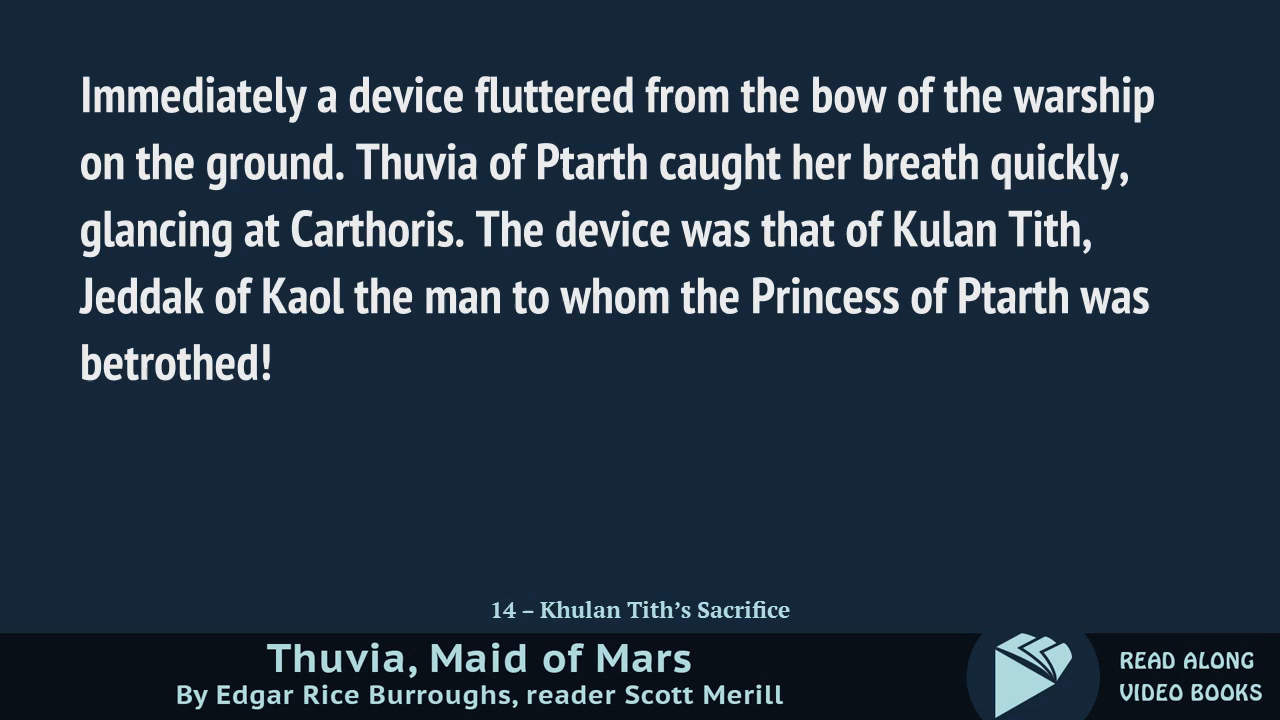 Immediately a device fluttered from the bow of the warship
on the ground. Thuvia of Ptarth caught her breath quickly,
glancing at Carthoris. The device was that of Kulan Tith,
Jeddak of Kaol the man to whom the Princess of Ptarth was
betrothed!
14 – Khulan Tith’s Sacrifice
Thuvia, Maid of Mars
By Edgar Rice Burroughs, reader Scott Merill
READ ALONG
VIDEO BOOKS